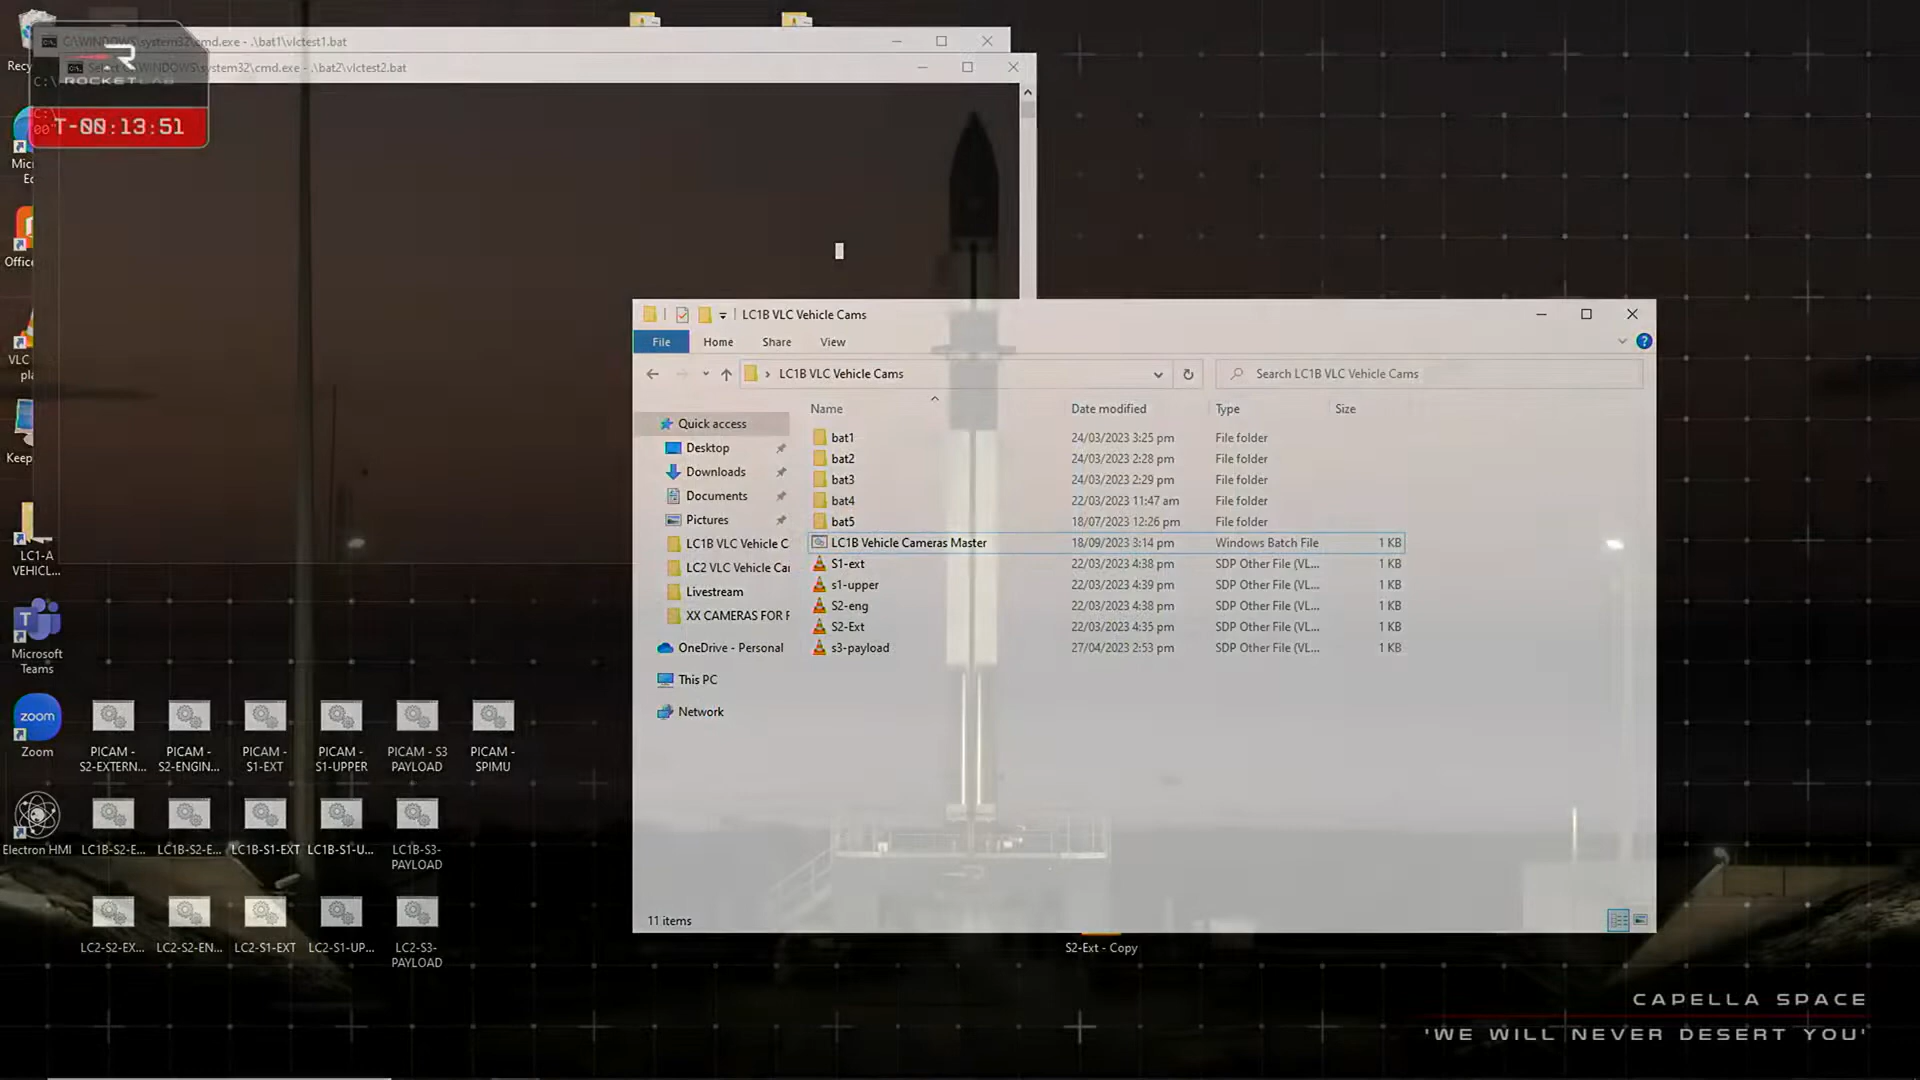 C:\WINDOWS\system32\cmd.exe - .\bat1\vlctest1.bat
Select C:\WINDOWS\system32\cmd.exe - .\bat2\vlctest2.bat
ROCKETLAB
T-00:13:51
LC1B VLC Vehicle Cams
File Home Share View
LC1B VLC Vehicle Cams
Search LC1B VLC Vehicle Cams
Name Date modified Type Size
Quick access
Desktop
Downloads
Documents
Pictures
LC1B VLC Vehicle C
LC2 VLC Vehicle Ca
Livestream
XX CAMERAS FOR
OneDrive - Personal
This PC
Network
bat1 24/03/2023 3:25 pm File folder
bat2 24/03/2023 2:28 pm File folder
bat3 24/03/2023 2:29 pm File folder
bat4 22/03/2023 11:47 am File folder
bat5 18/07/2023 12:26 pm File folder
LC1B Vehicle Cameras Master 18/09/2023 3:14 pm Windows Batch File 1 KB
S1-ext 22/03/2023 4:38 pm SDP Other File (VL... 1 KB
s1-upper 22/03/2023 4:39 pm SDP Other File (VL... 1 KB
S2-eng 22/03/2023 4:38 pm SDP Other File (VL... 1 KB
S2-Ext 22/03/2023 4:35 pm SDP Other File (VL... 1 KB
s3-payload 27/04/2023 2:53 pm SDP Other File (VL... 1 KB
11 items
Recy
Mic
Office
VLC
pla
Keep
LC1-A
VEHICL...
Microsoft
Teams
zoom
Zoom
Electron HMI
PICAM -
S2-EXTERN...
PICAM -
S2-ENGIN...
PICAM -
S1-EXT
PICAM -
S1-UPPER
PICAM - S3
PAYLOAD
PICAM -
SPIMU
LC1B-S2-E...
LC1B-S2-E...
LC1B-S1-EXT
LC1B-S1-U...
LC1B-S3-
PAYLOAD
LC2-S2-EX...
LC2-S2-EN...
LC2-S1-EXT
LC2-S1-UP...
LC2-S3-
PAYLOAD
S2-Ext - Copy
CAPELLA SPACE
'WE WILL NEVER DESERT YOU'